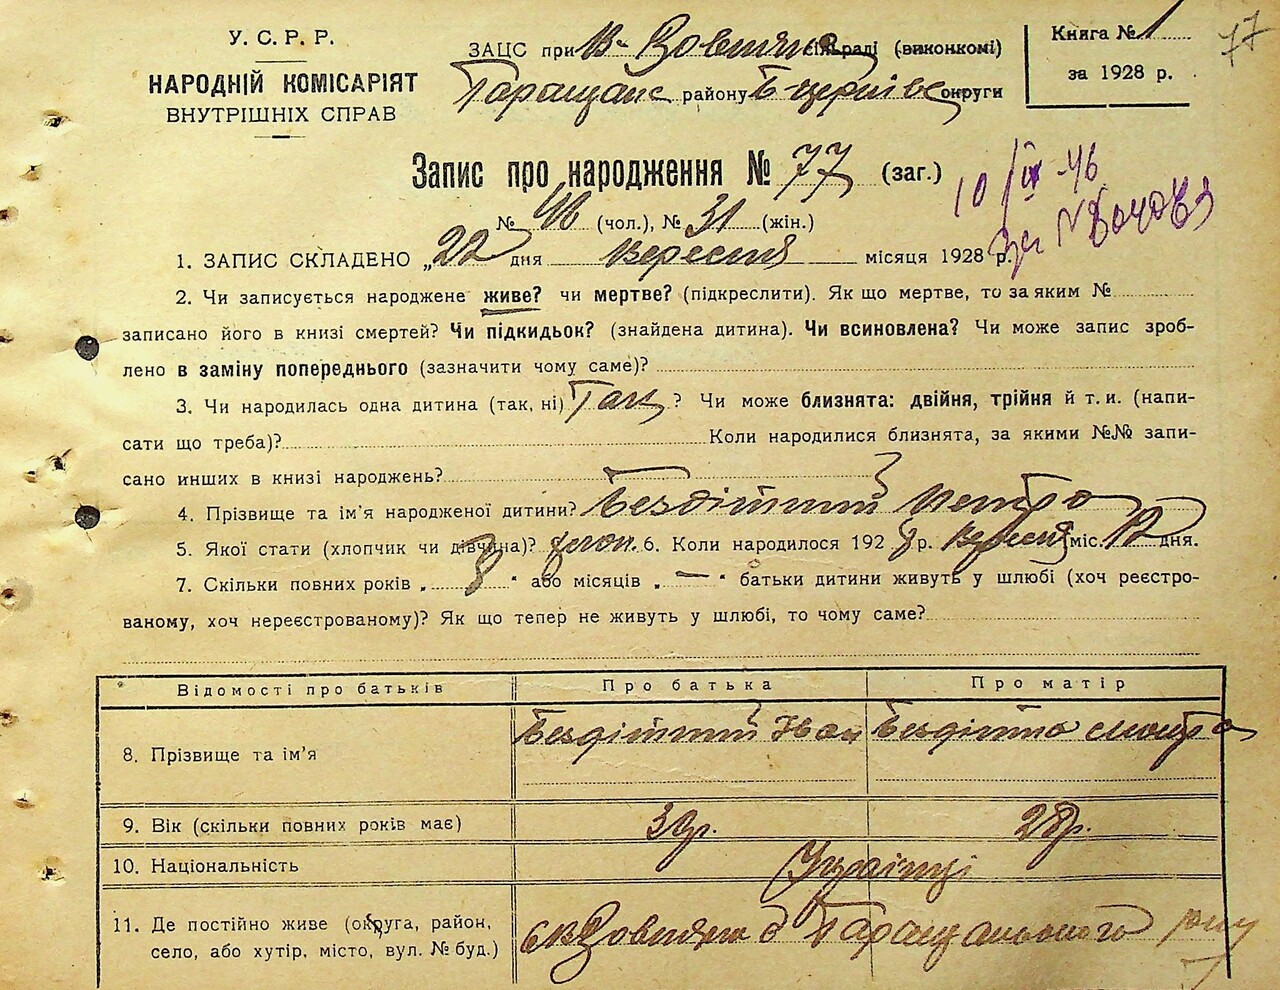 У. С. Р. Р.
НАРОДНІЙ КОМІСАРІЯТ
ВНУТРІШНІХ СПРАВ
ЗАЦС при В- Вовнян сільраді (виконкомі)
Таращанс району Б-церківс округи
Книга № 1
за 1928 р.
77
Запис про народження № 77 (заг.)
№ 46 (чол.), № 31 (жін.)
10/IX-46
1. ЗАПИС СКЛАДЕНО „22 дня Вересня місяця 1928 р.
2. Чи записується народжене живе? чи мертве? (підкреслити). Як що мертве, то за яким №
записано його в книзі смертей? Чи підкидьок? (знайдена дитина). Чи всиновлена? Чи може запис зроб-
лено в заміну попереднього (зазначити чому саме)?
3. Чи народилась одна дитина (так, ні) Так ? Чи може близнята: двійня, трійня й т. и. (напи-
сати що треба)? Коли народилися близнята, за якими №№ запи-
сано инших в книзі народжень?
4. Прізвище та ім'я народженої дитини? Бездітний Петро
5. Якої стати (хлопчик чи дівчина)? хлоп. 6. Коли народилося 192 8 р. Вересня міс. 12 дня.
7. Скільки повних років „ 8 " або місяців „ — " батьки дитини живуть у шлюбі (хоч реєстро-
ваному, хоч нереєстрованому)? Як що тепер не живуть у шлюбі, то чому саме?
Відомості про батьків Про батька Про матір
8. Прізвище та ім'я Бездітний Іван Бездітна Мотря
9. Вік (скільки повних років має) 28р.
10. Національність Українці
11. Де постійно живе (округа, район,
село, або хутір, місто, вул. № буд.) Таращанського